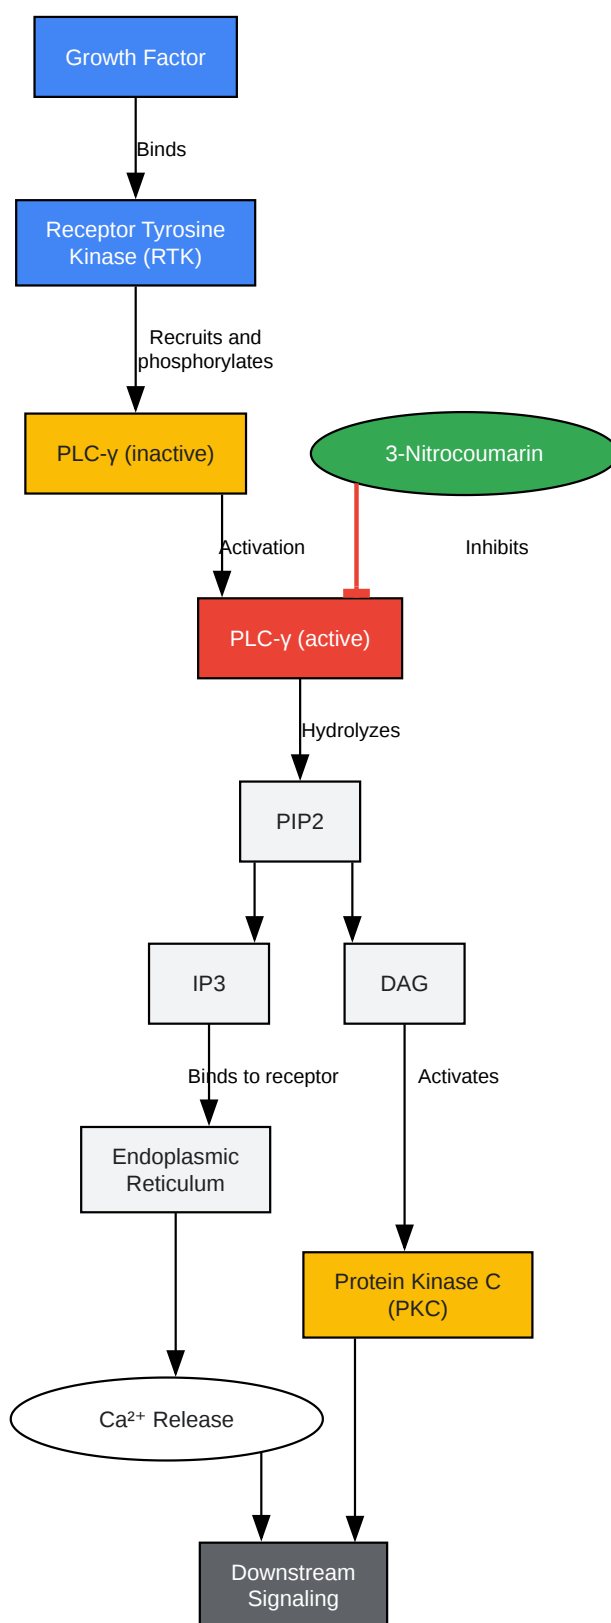 Growth Factor
Binds
Receptor Tyrosine
Kinase (RTK)
Recruits and
phosphorylates
PLC-γ (inactive)
3-Nitrocoumarin
Activation
Inhibits
PLC-γ (active)
Hydrolyzes
PIP2
IP3
DAG
Binds to receptor
Activates
Endoplasmic
Reticulum
Protein Kinase C
(PKC)
Ca²⁺ Release
Downstream
Signaling